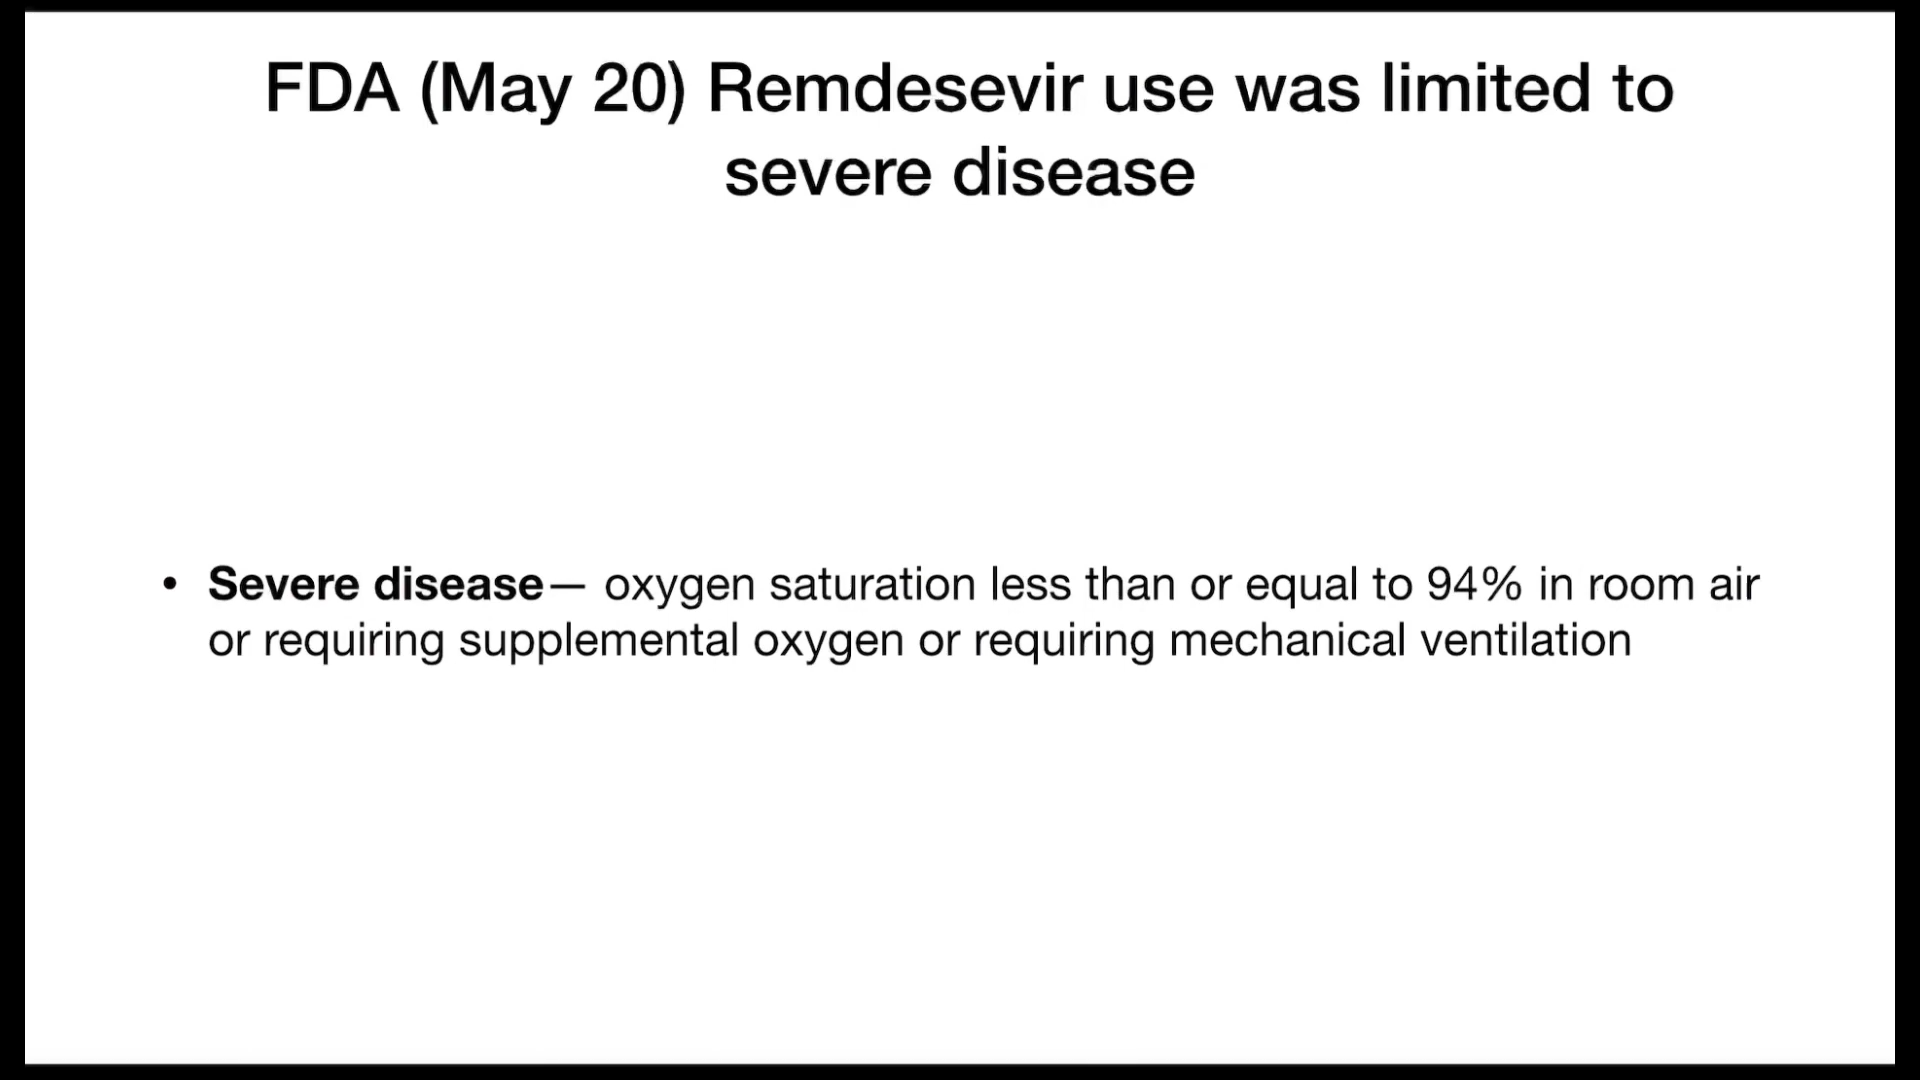 FDA (May 20) Remdesevir use was limited to
severe disease
• Severe disease— oxygen saturation less than or equal to 94% in room air
or requiring supplemental oxygen or requiring mechanical ventilation